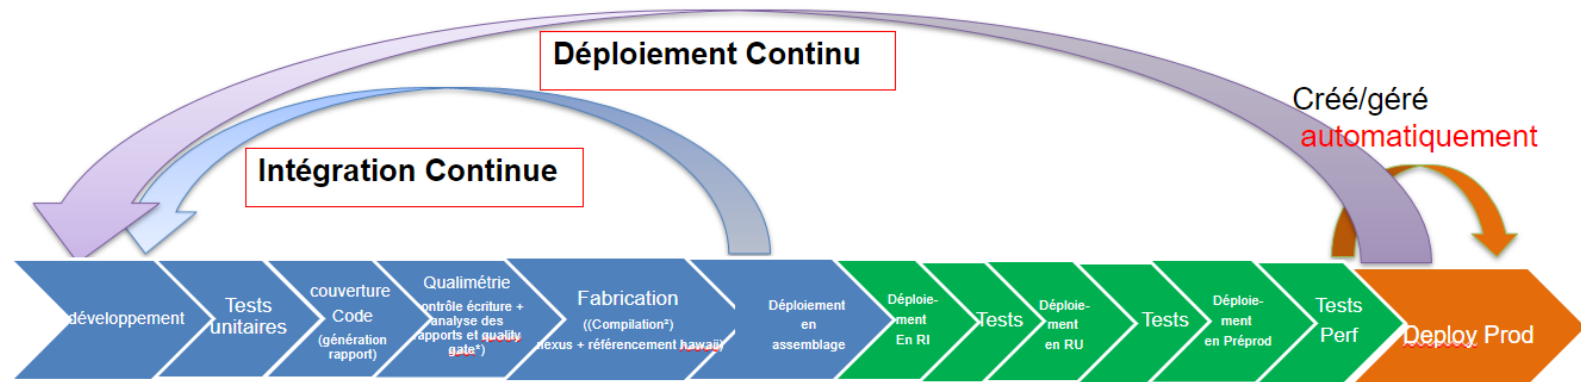 Déploiement Continu
Créé/géré
automatiquement
Intégration Continue
développement
Tests
unitaires
couverture
Code
(génération
rapport)
Qualimétrie
ontrôle écriture +
analyse des
rapports et quality
gate*)
Fabrication
((Compilation²)
nexus + référencement hawaii)
Déploiement
en
assemblage
Déploie-
ment
En RI
Tests
Déploie-
ment
en RU
Tests
Déploie-
ment
en Préprod
Tests
Perf
Deploy Prod